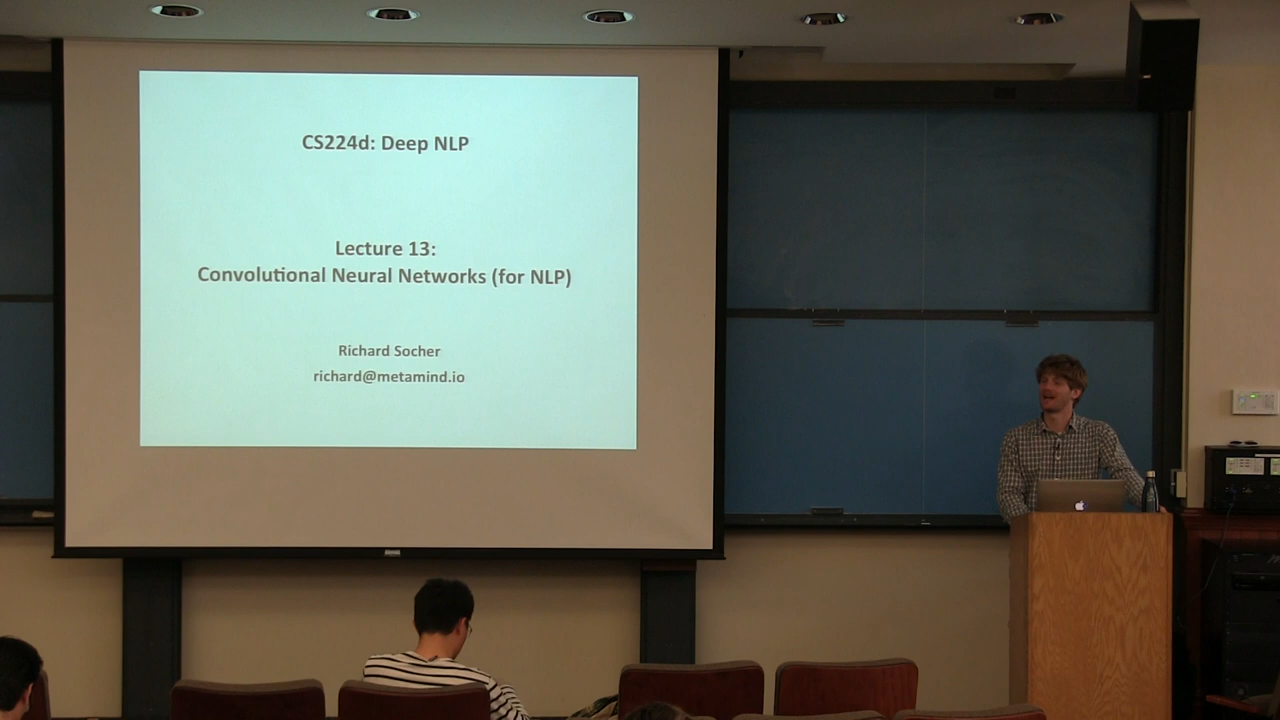 CS224d: Deep NLP
Lecture 13:
Convolutional Neural Networks (for NLP)
Richard Socher
richard@metamind.io